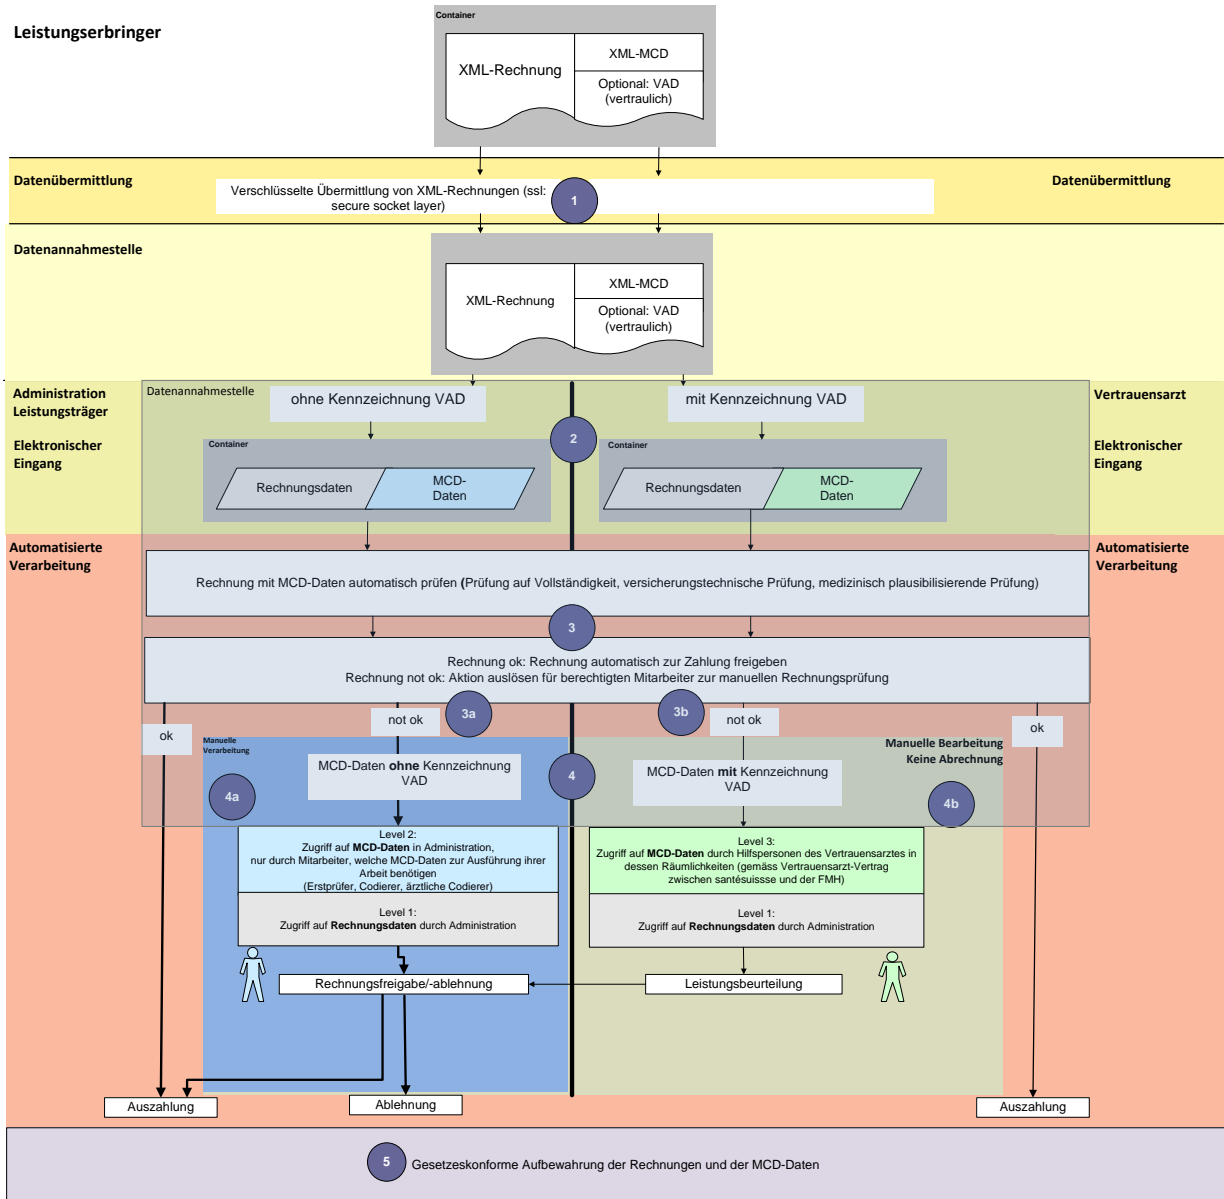 Leistungserbringer
Container
XML-Rechnung
XML-MCD
Optional: VAD
(vertraulich)
Datenübermittlung
Verschlüsselte Übermittlung von XML-Rechnungen (ssl:
secure socket layer)
1
Datenübermittlung
Datenannahmestelle
XML-Rechnung
XML-MCD
Optional: VAD
(vertraulich)
Administration
Leistungsträger
Elektronischer
Eingang
Datenannahmestelle
ohne Kennzeichnung VAD
mit Kennzeichnung VAD
Vertrauensarzt
Elektronischer
Eingang
2
Container
Rechnungsdaten
MCD-
Daten
Container
Rechnungsdaten
MCD-
Daten
Automatisierte
Verarbeitung
Automatisierte
Verarbeitung
Rechnung mit MCD-Daten automatisch prüfen (Prüfung auf Vollständigkeit, versicherungstechnische Prüfung, medizinisch plausibilisierende Prüfung)
3
Rechnung ok: Rechnung automatisch zur Zahlung freigeben
Rechnung not ok: Aktion auslösen für berechtigten Mitarbeiter zur manuellen Rechnungsprüfung
ok
not ok
3a
3b
not ok
ok
Manuelle
Verarbeitung
Manuelle Bearbeitung
Keine Abrechnung
MCD-Daten ohne Kennzeichnung
VAD
4
MCD-Daten mit Kennzeichnung
VAD
4a
4b
Level 2:
Zugriff auf MCD-Daten in Administration,
nur durch Mitarbeiter, welche MCD-Daten zur Ausführung ihrer
Arbeit benötigen
(Erstprüfer, Codierer, ärztliche Codierer)
Level 1:
Zugriff auf Rechnungsdaten durch Administration
Level 3:
Zugriff auf MCD-Daten durch Hilfspersonen des Vertrauensarztes in
dessen Räumlichkeiten (gemäss Vertrauensarzt-Vertrag
zwischen santésuissse und der FMH)
Level 1:
Zugriff auf Rechnungsdaten durch Administration
Rechnungsfreigabe/-ablehnung
Leistungsbeurteilung
Auszahlung
Ablehnung
Auszahlung
5
Gesetzeskonforme Aufbewahrung der Rechnungen und der MCD-Daten